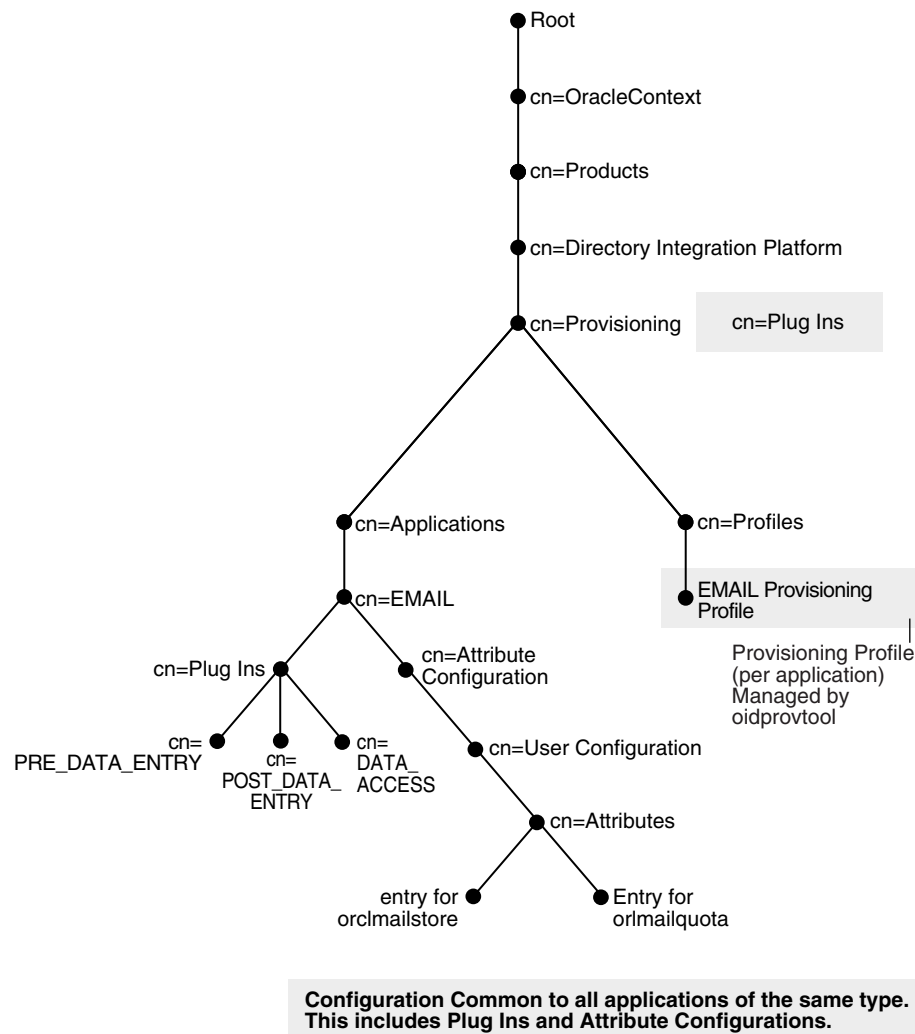 Root
cn=OracleContext
cn=Products
cn=Directory Integration Platform
cn=Provisioning
cn=Plug Ins
cn=Applications
cn=Profiles
cn=EMAIL
EMAIL Provisioning
Profile
Provisioning Profile
(per application)
Managed by
oidprovtool
cn=Plug Ins
cn=Attribute
Configuration
cn=
PRE_DATA_ENTRY
cn=
POST_DATA_
ENTRY
cn=
DATA_
ACCESS
cn=User Configuration
cn=Attributes
entry for
orclmailstore
Entry for
orlmailquota
Configuration Common to all applications of the same type.
This includes Plug Ins and Attribute Configurations.